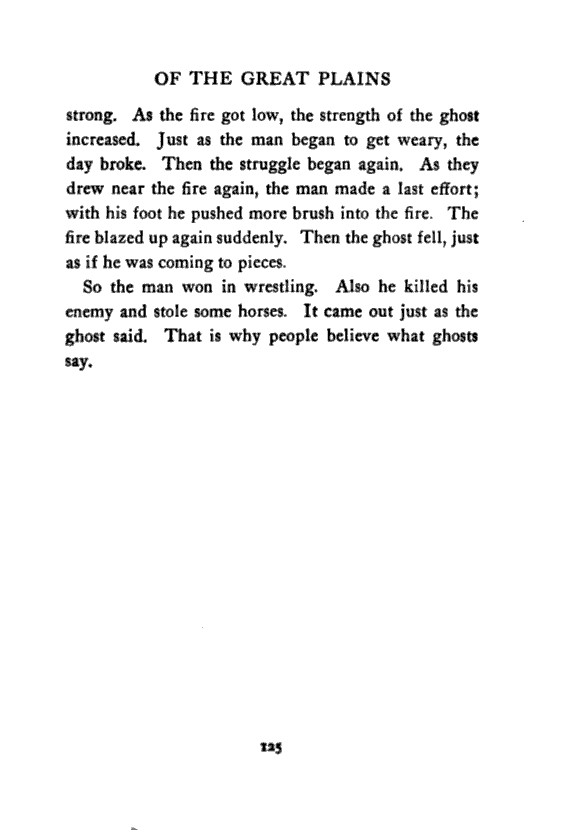 OF THE GREAT PLAINS
strong. As the fire got low, the strength of the ghost
increased. Just as the man began to get weary, the
day broke. Then the struggle began again. As they
drew near the fire again, the man made a last effort;
with his foot he pushed more brush into the fire. The
fire blazed up again suddenly. Then the ghost fell, just
as if he was coming to pieces.
So the man won in wrestling. Also he killed his
enemy and stole some horses. It came out just as the
ghost said. That is why people believe what ghosts
say.
125